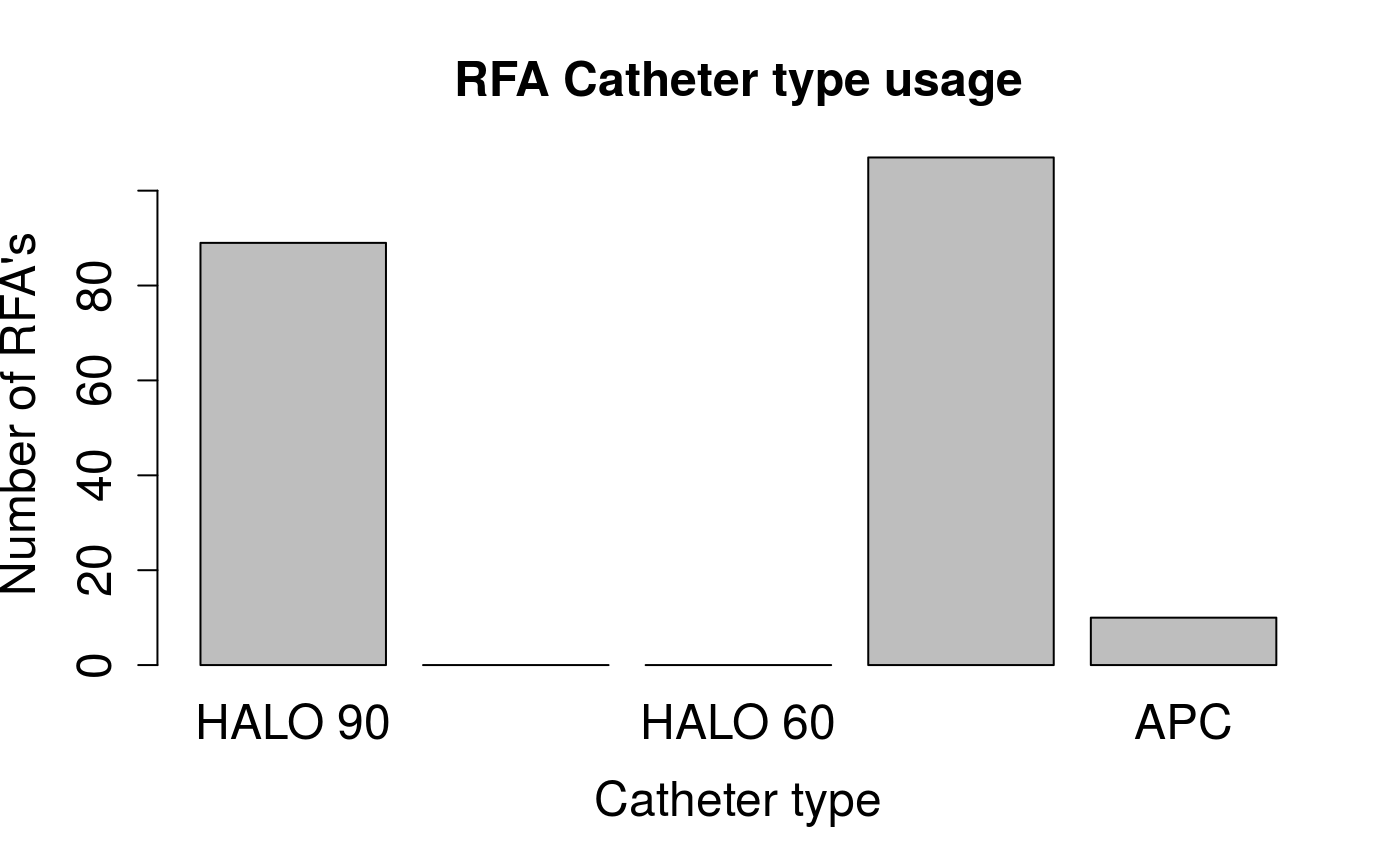 RFA Catheter type usage
Number of RFA's
80
60
40
20
0
HALO 90 HALO 60 APC
Catheter type